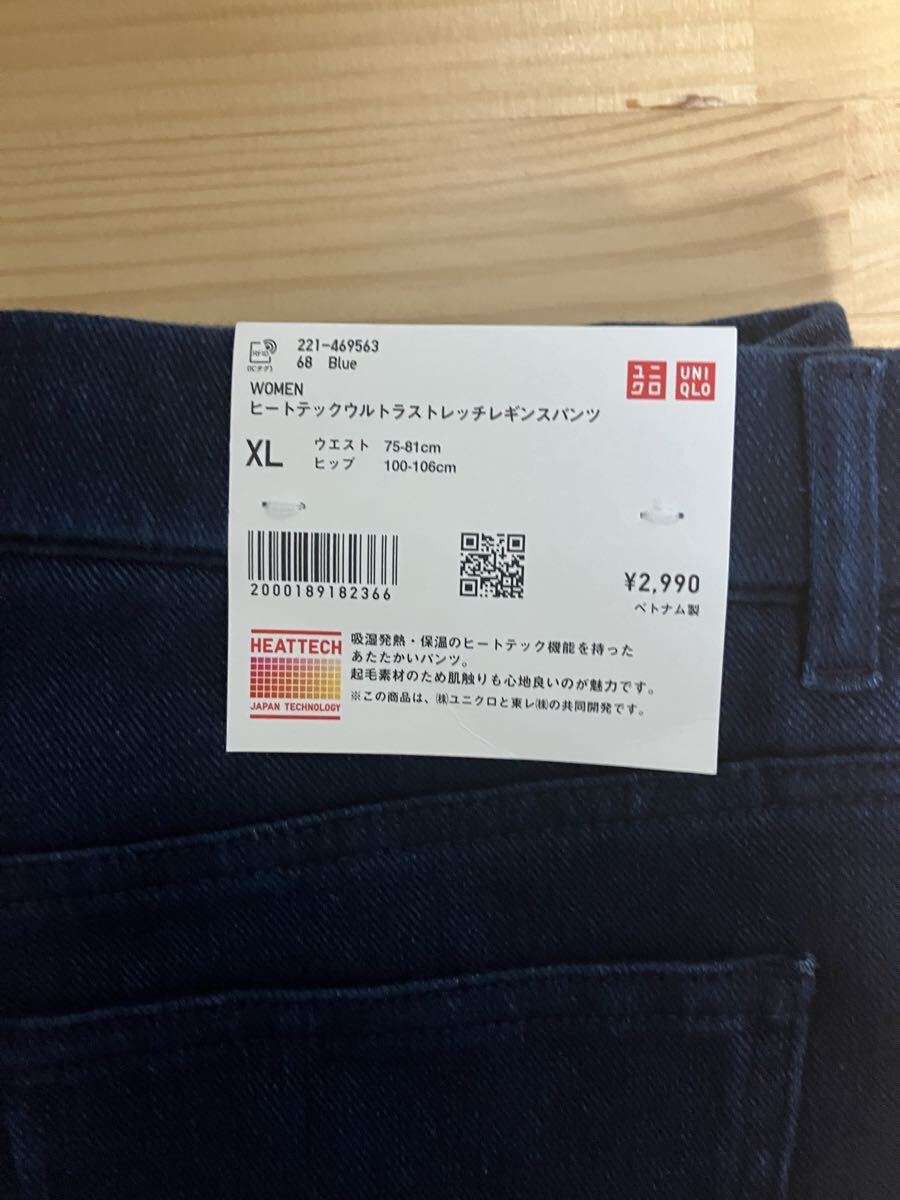 RFID
(ICタグ)
221-469563
68 Blue
ユニ
クロ
UNI
QLO
WOMEN
ヒートテックウルトラストレッチレギンスパンツ
XL
ウエスト 75-81cm
ヒップ 100-106cm
2000189182366
¥2,990
ベトナム製
HEATTECH
JAPAN TECHNOLOGY
吸湿発熱・保温のヒートテック機能を持った
あたたかいパンツ。
起毛素材のため肌触りも心地良いのが魅力です。
※この商品は、㈱ユニクロと東レ㈱の共同開発です。